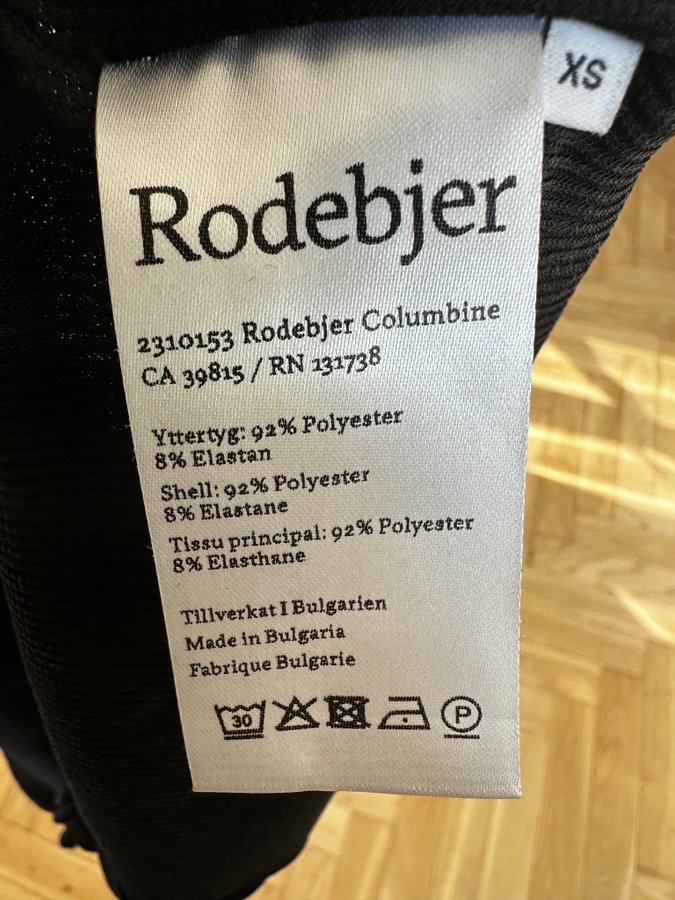 XS
Rodebjer
2310153 Rodebjer Columbine
CA 39815 / RN 131738
Yttertyg: 92% Polyester
8% Elastan
Shell: 92% Polyester
8% Elastane
Tissu principal: 92% Polyester
8% Elasthane
Tillverkat I Bulgarien
Made in Bulgaria
Fabrique Bulgarie
30 P